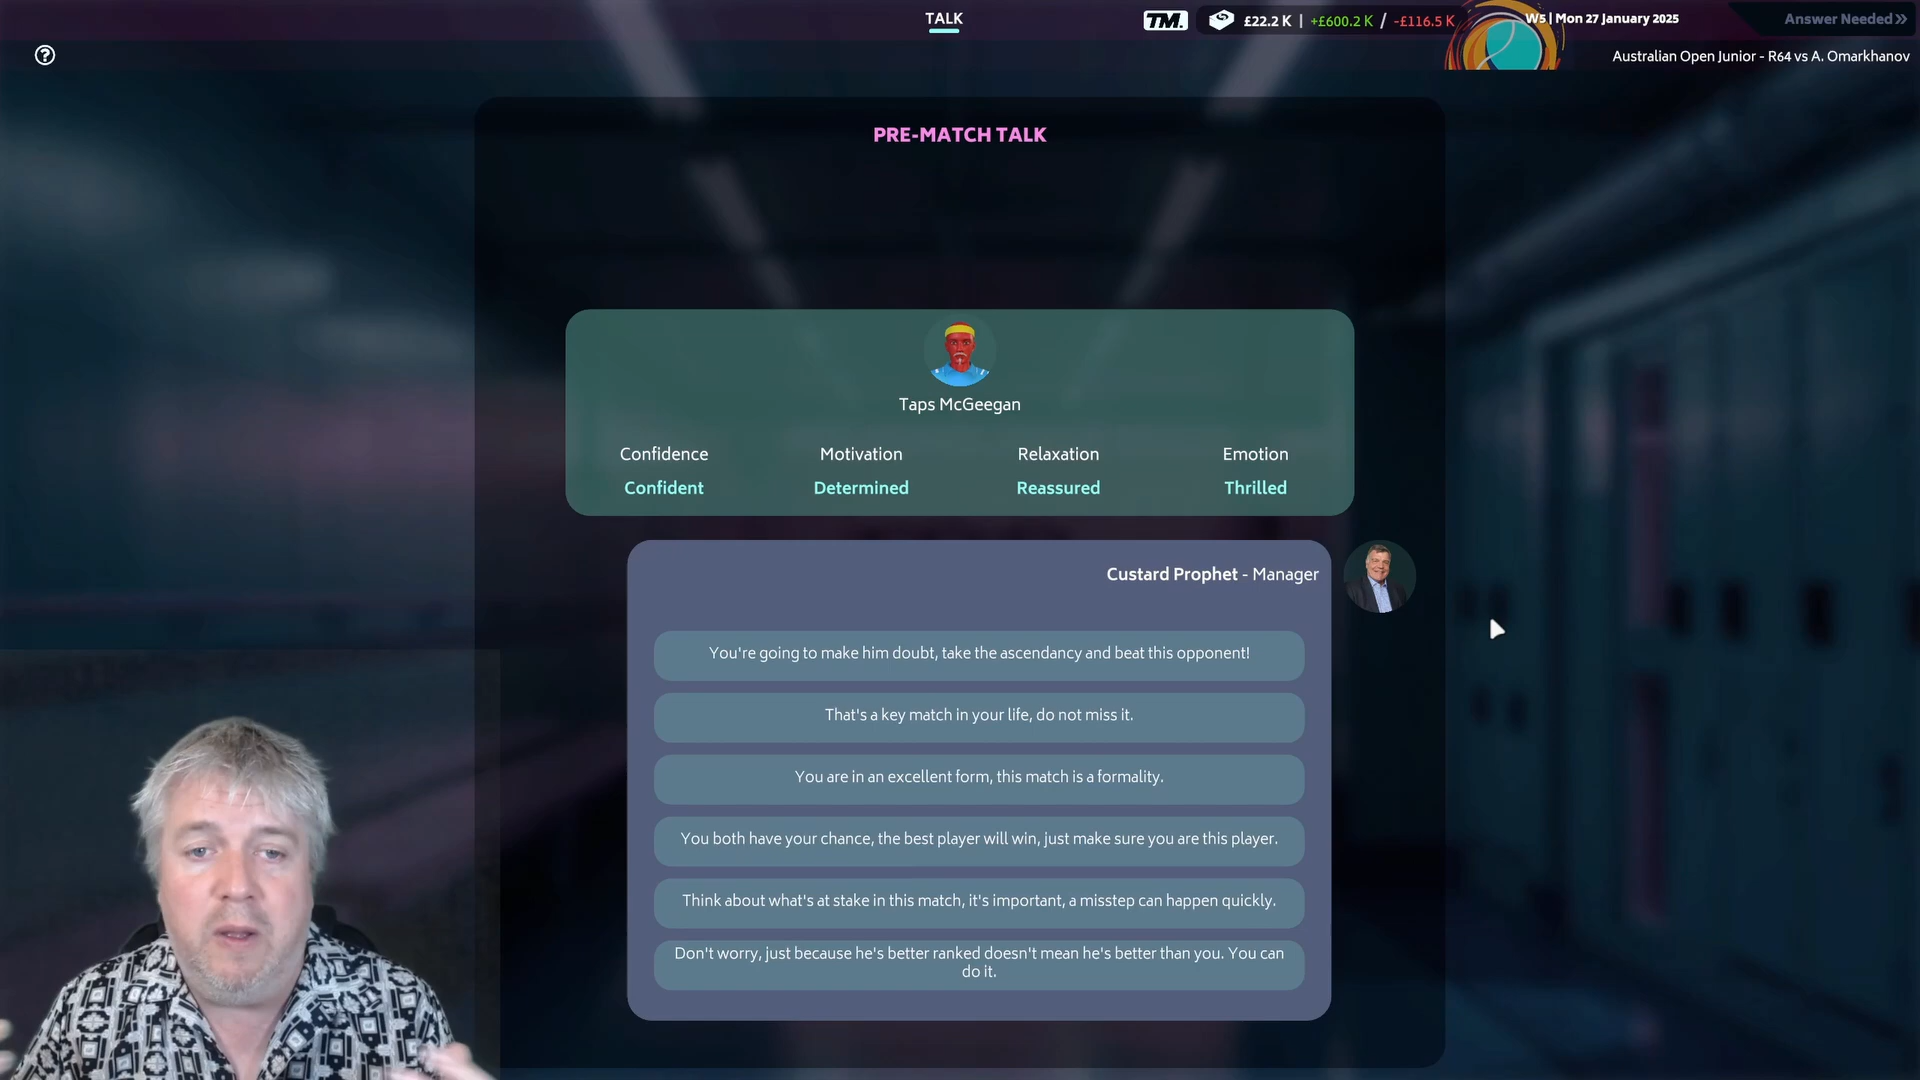 TALK
TM.
£22.2 K | +£600.2 K / -£116.5 K
W5 | Mon 27 January 2025
Answer Needed
?
Australian Open Junior - R64 vs A. Omarkhanov
PRE-MATCH TALK
Taps McGeegan
Confidence Motivation Relaxation Emotion
Confident Determined Reassured Thrilled
Custard Prophet - Manager
You're going to make him doubt, take the ascendancy and beat this opponent!
That's a key match in your life, do not miss it.
You are in an excellent form, this match is a formality.
You both have your chance, the best player will win, just make sure you are this player.
Think about what's at stake in this match, it's important, a misstep can happen quickly.
Don't worry, just because he's better ranked doesn't mean he's better than you. You can
do it.